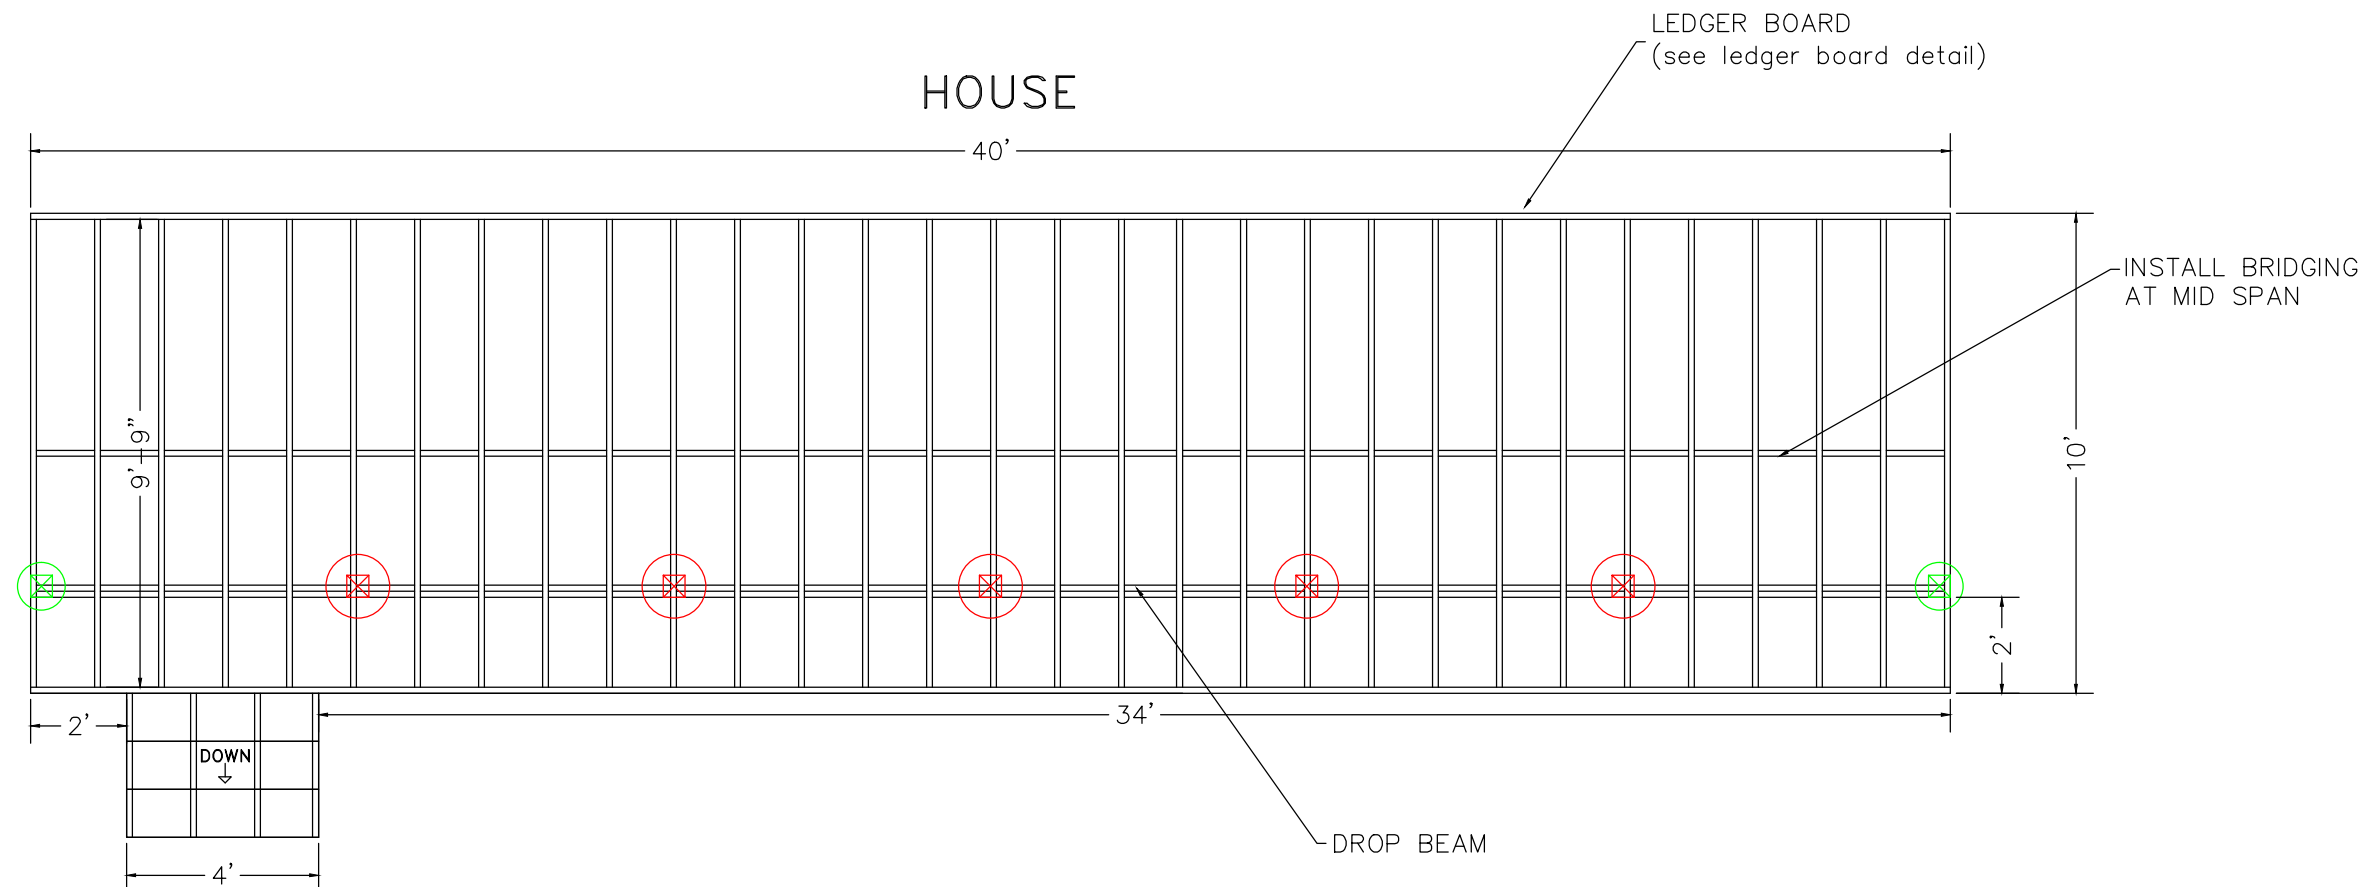 LEDGER BOARD
(see ledger board detail)
HOUSE
40'
INSTALL BRIDGING
AT MID SPAN
9'-9"
10'
2'
2'
34'
DOWN
DROP BEAM
4'